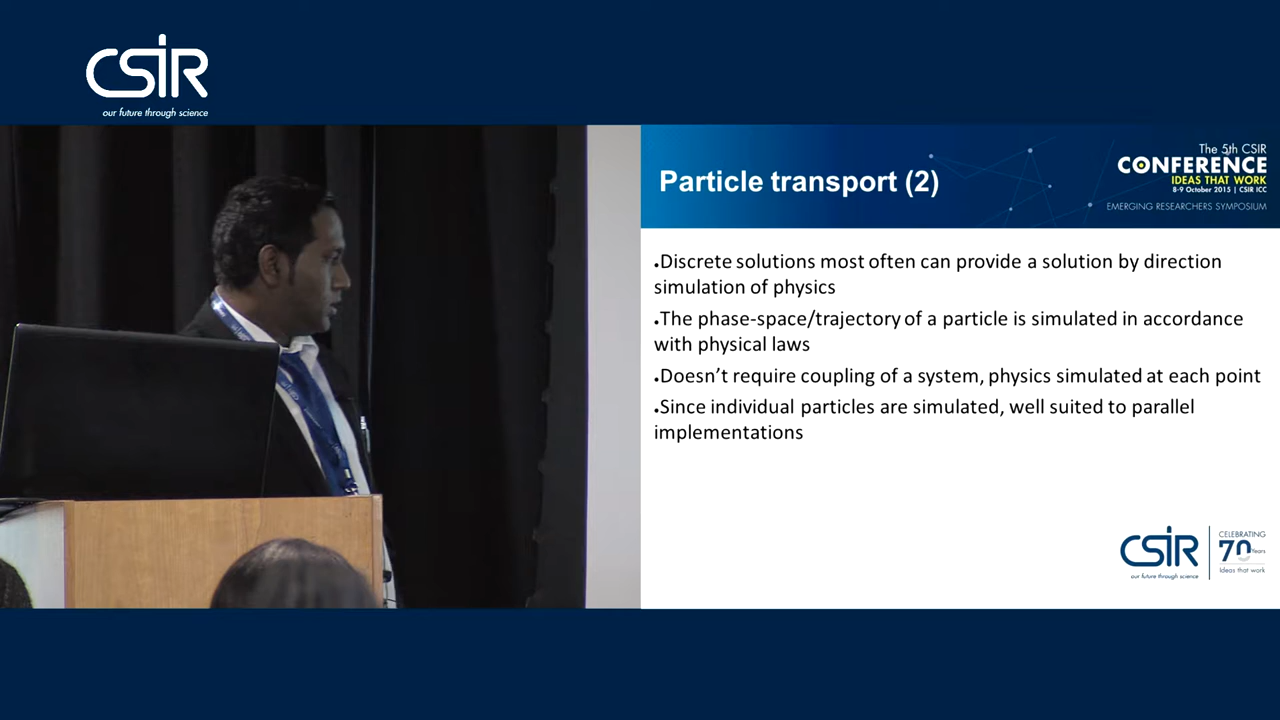 CSIR
our future through science
Particle transport (2)
The 5th CSIR
CONFERENCE
IDEAS THAT WORK
8-9 October 2015 | CSIR ICC
EMERGING RESEARCHERS SYMPOSIUM
•Discrete solutions most often can provide a solution by direction
simulation of physics
•The phase-space/trajectory of a particle is simulated in accordance
with physical laws
•Doesn't require coupling of a system, physics simulated at each point
•Since individual particles are simulated, well suited to parallel
implementations
CSIR
our future through science
CELEBRATING
70 Years
Ideas that work